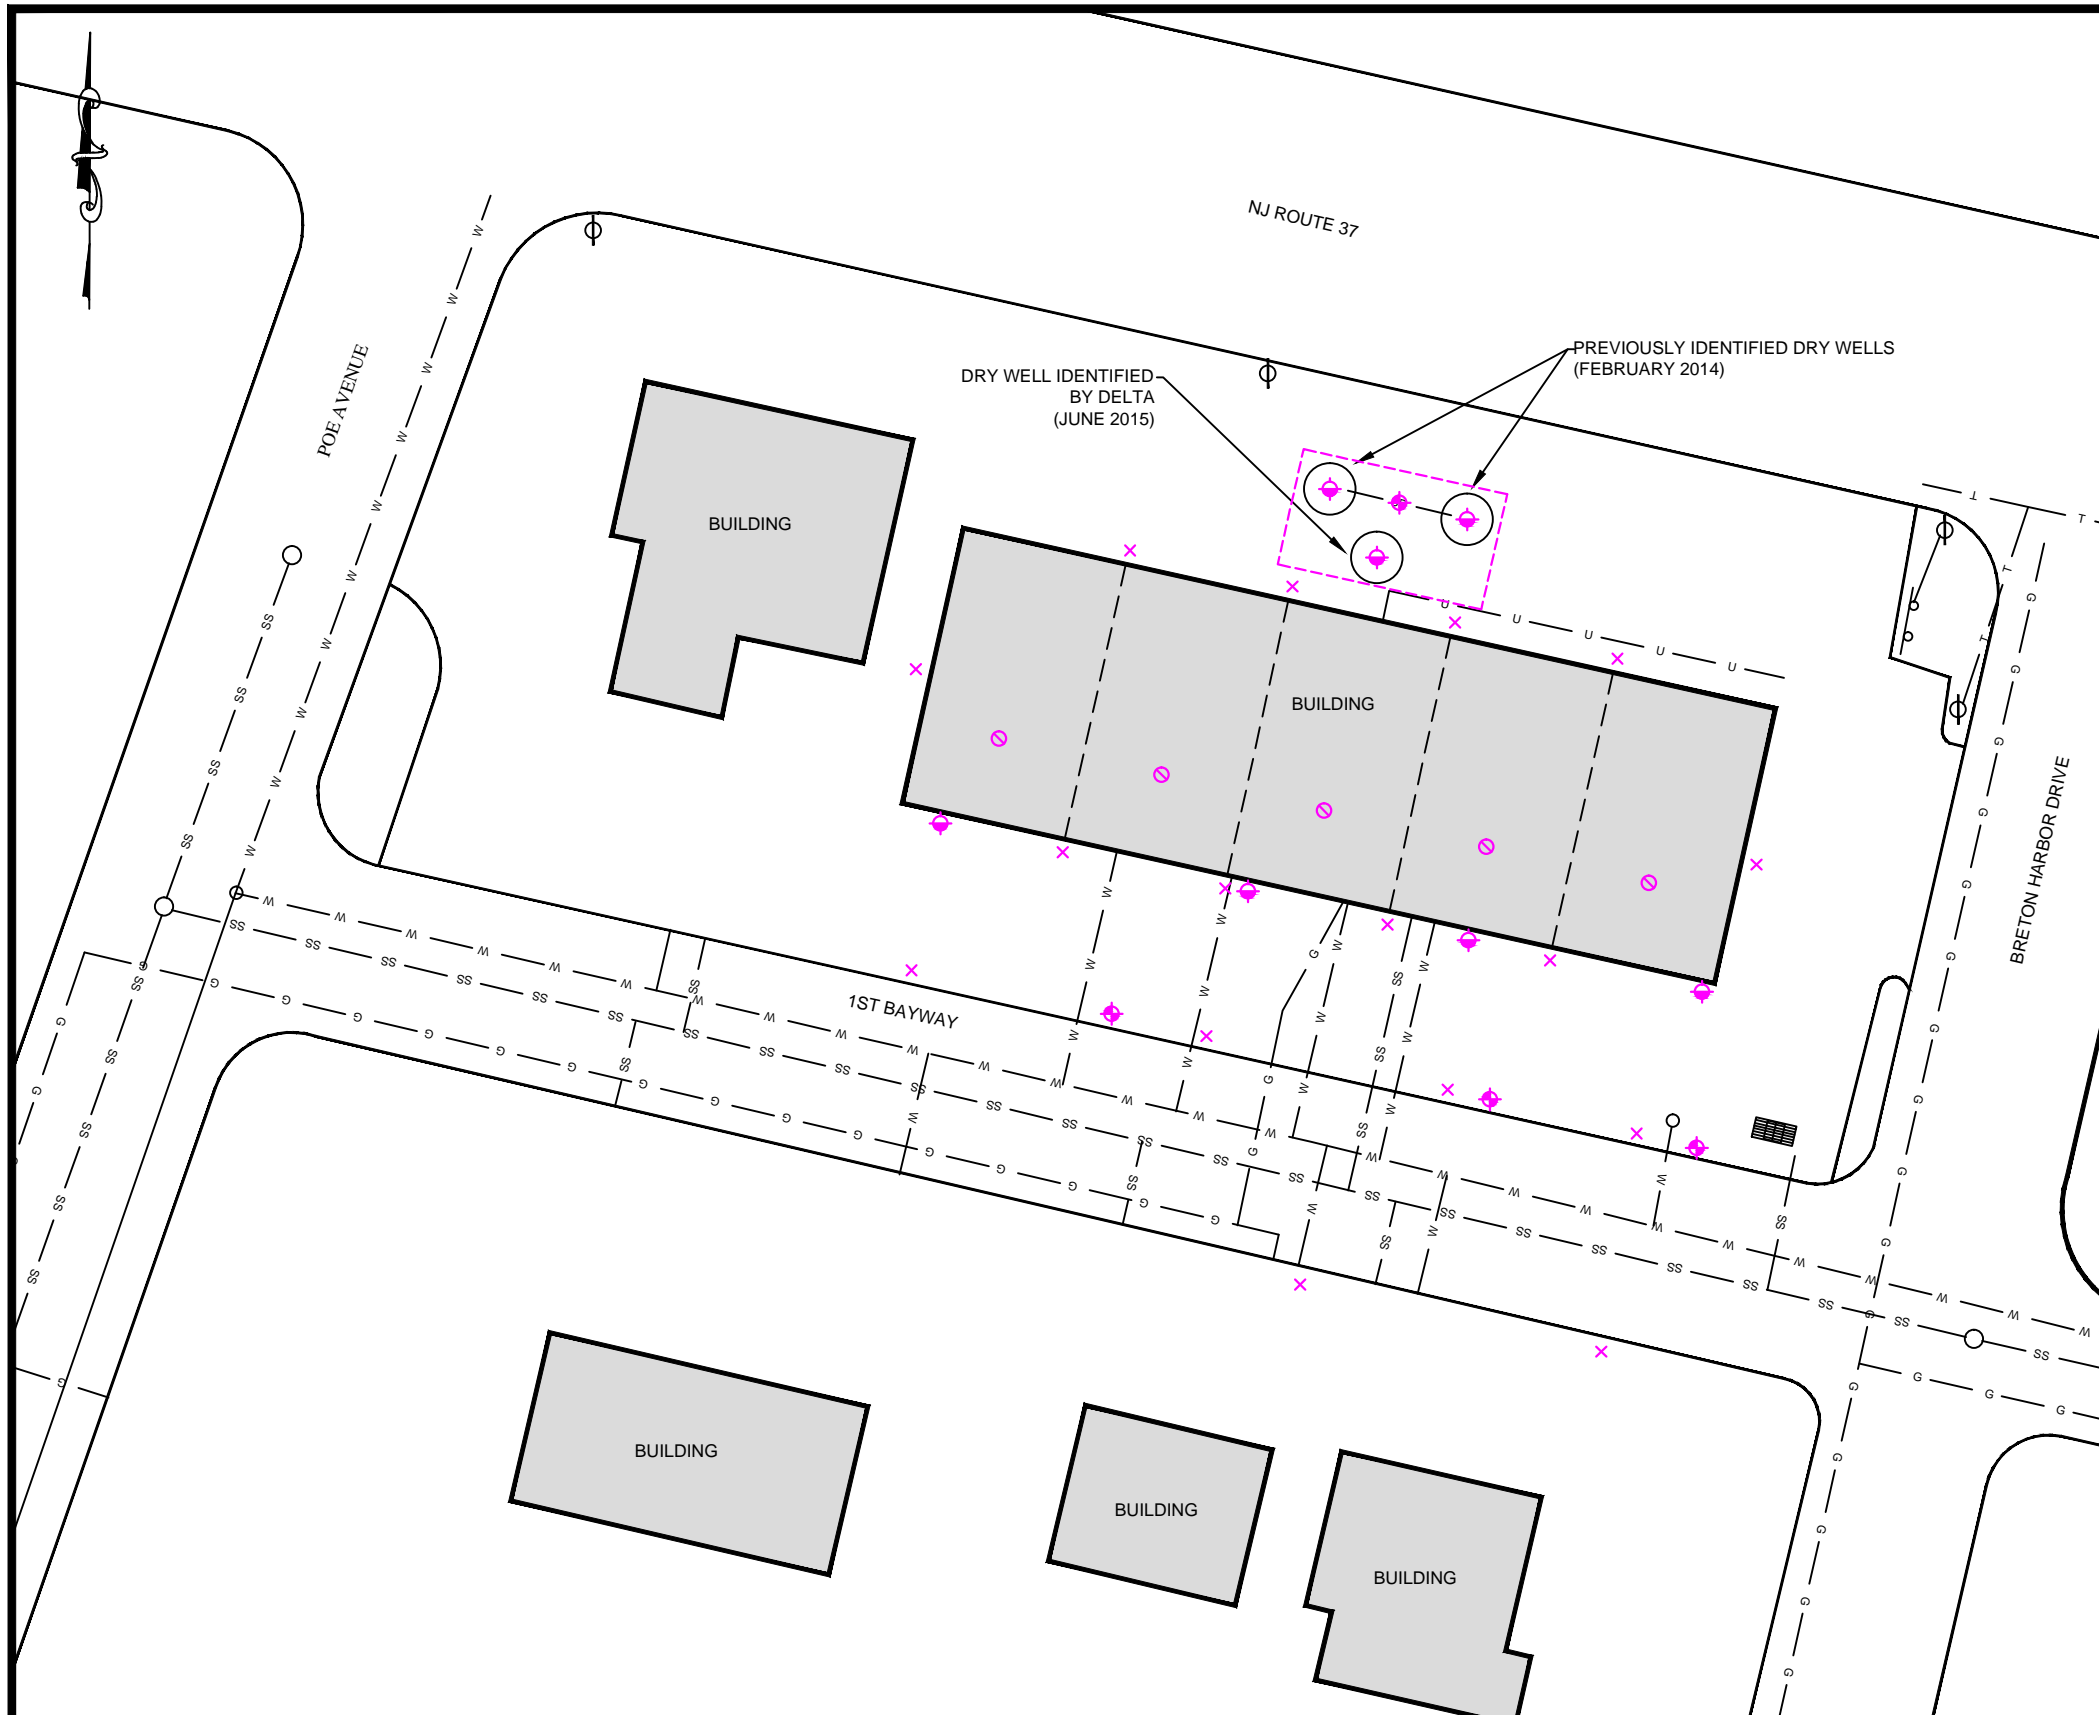 NJ ROUTE 37
POE AVENUE
PREVIOUSLY IDENTIFIED DRY WELLS
(FEBRUARY 2014)
DRY WELL IDENTIFIED
BY DELTA
(JUNE 2015)
BUILDING
BUILDING
BRETON HARBOR DRIVE
1ST BAYWAY
BUILDING
BUILDING
BUILDING